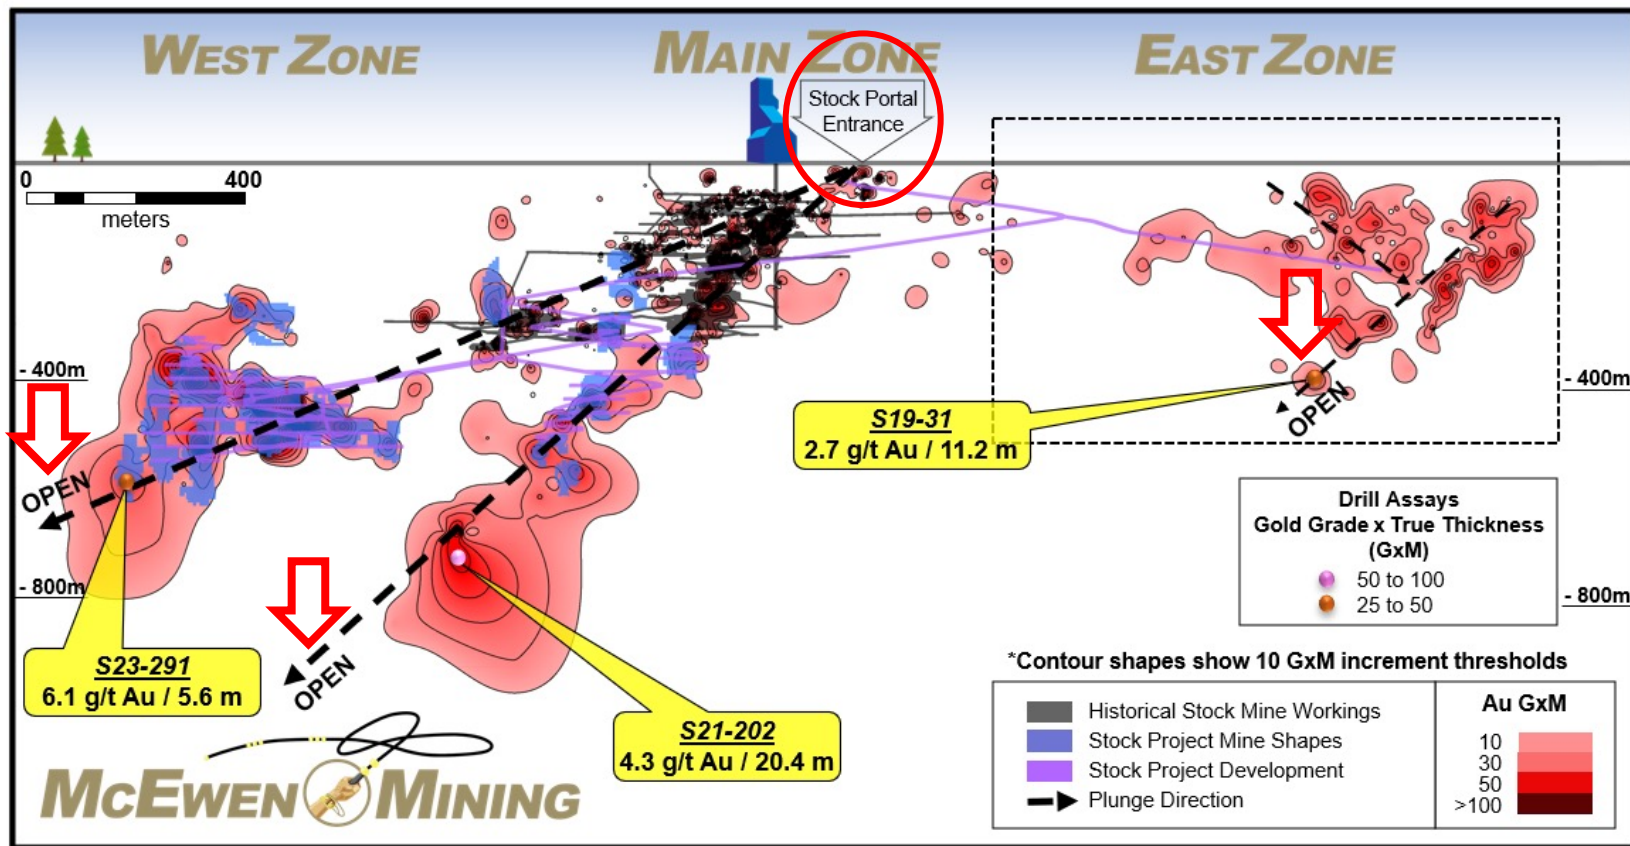 WEST ZONE
MAIN ZONE
EAST ZONE
Stock Portal
Entrance
0 400
meters
- 400m
- 400m
S19-31
2.7 g/t Au / 11.2 m
OPEN
OPEN
Drill Assays
Gold Grade x True Thickness
(GxM)
50 to 100
25 to 50
- 800m
- 800m
S23-291
6.1 g/t Au / 5.6 m
OPEN
S21-202
4.3 g/t Au / 20.4 m
*Contour shapes show 10 GxM increment thresholds
Historical Stock Mine Workings
Stock Project Mine Shapes
Stock Project Development
Plunge Direction
Au GxM
10
30
50
>100
MCEWEN MINING